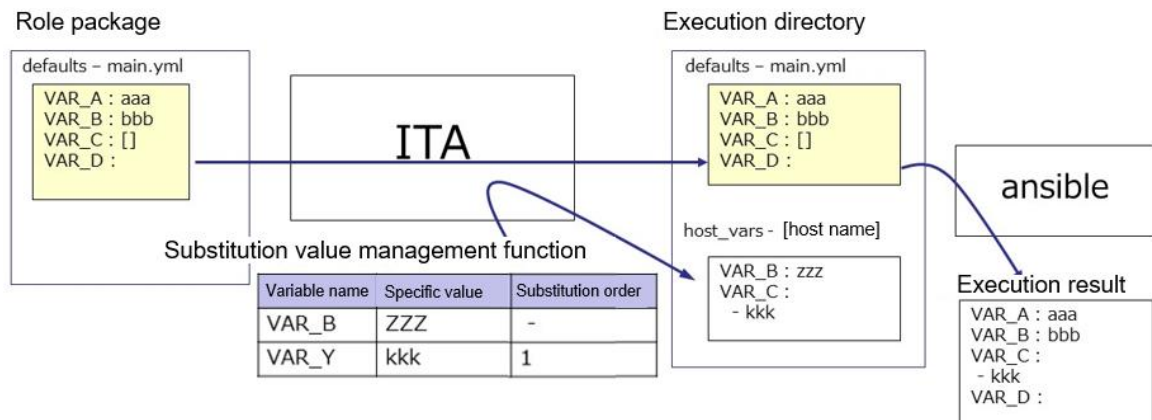 Role package
defaults – main.yml
VAR_A : aaa
VAR_B : bbb
VAR_C : []
VAR_D :
ITA
Substitution value management function
Variable name Specific value Substitution order
VAR_B ZZZ -
VAR_Y kkk 1
Execution directory
defaults – main.yml
VAR_A : aaa
VAR_B : bbb
VAR_C : []
VAR_D :
host_vars - [host name]
VAR_B : zzz
VAR_C :
- kkk
ansible
Execution result
VAR_A : aaa
VAR_B : bbb
VAR_C :
- kkk
VAR_D :